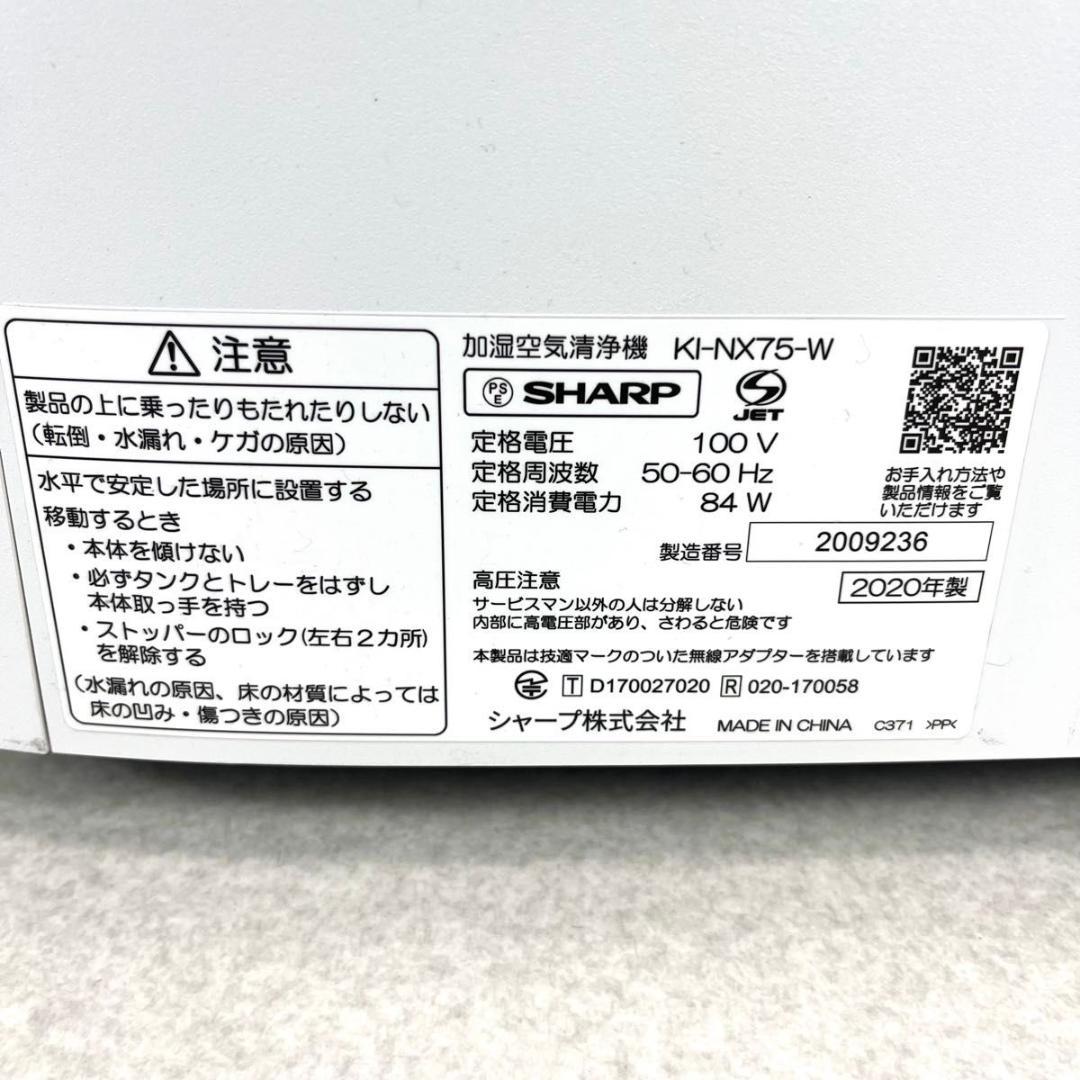 注意
製品の上に乗ったりもたれたりしない
(転倒・水漏れ・ケガの原因)
水平で安定した場所に設置する
移動するとき
・本体を傾けない
・必ずタンクとトレーをはずし
本体取っ手を持つ
・ストッパーのロック(左右2カ所)
を解除する
(水漏れの原因、床の材質によっては
床の凹み・傷つきの原因)
加湿空気清浄機 KI-NX75-W
PS E SHARP JET
定格電圧 100 V
定格周波数 50-60 Hz
定格消費電力 84 W
お手入れ方法や
製品情報をご覧
いただけます
製造番号 2009236
高圧注意 2020年製
サービスマン以外の人は分解しない
内部に高電圧部があり、さわると危険です
本製品は技適マークのついた無線アダプターを搭載しています
T D170027020 R 020-170058
シャープ株式会社 MADE IN CHINA C371 >PP<